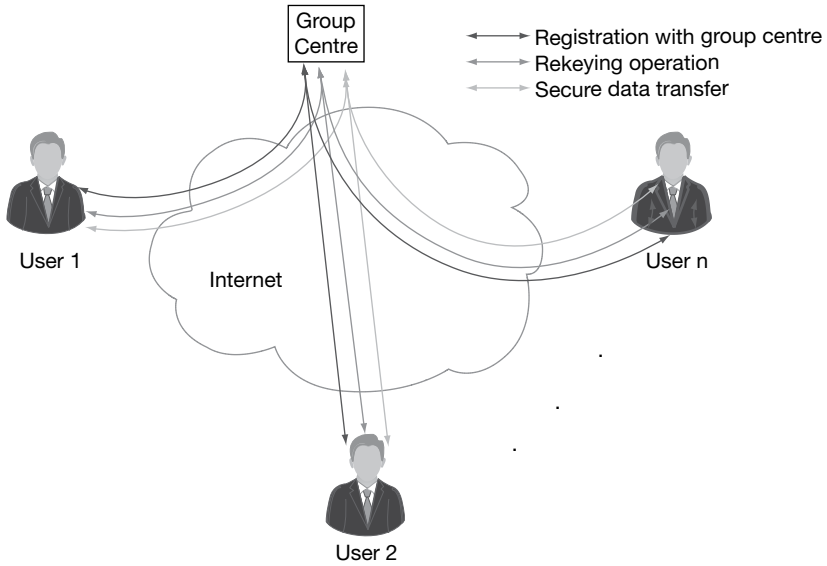 Group
Centre
Registration with group centre
Rekeying operation
Secure data transfer
User 1
User n
Internet
User 2